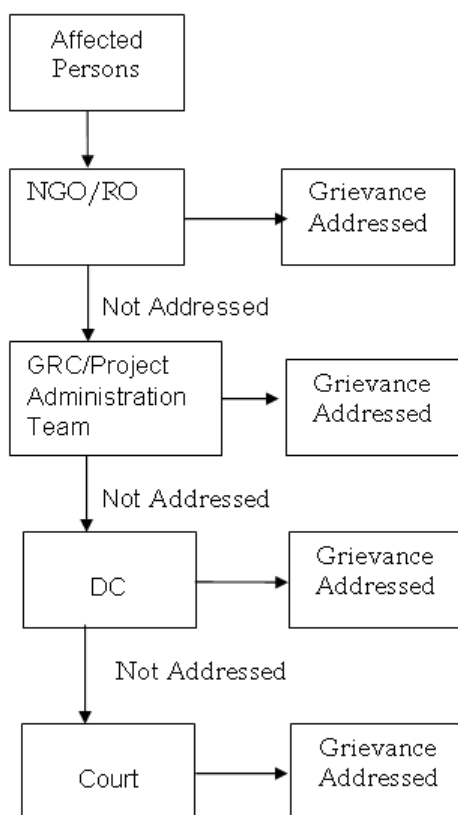 Affected
Persons
NGO/RO
Grievance
Addressed
Not Addressed
GRC/Project
Administration
Team
Grievance
Addressed
Not Addressed
DC
Grievance
Addressed
Not Addressed
Court
Grievance
Addressed